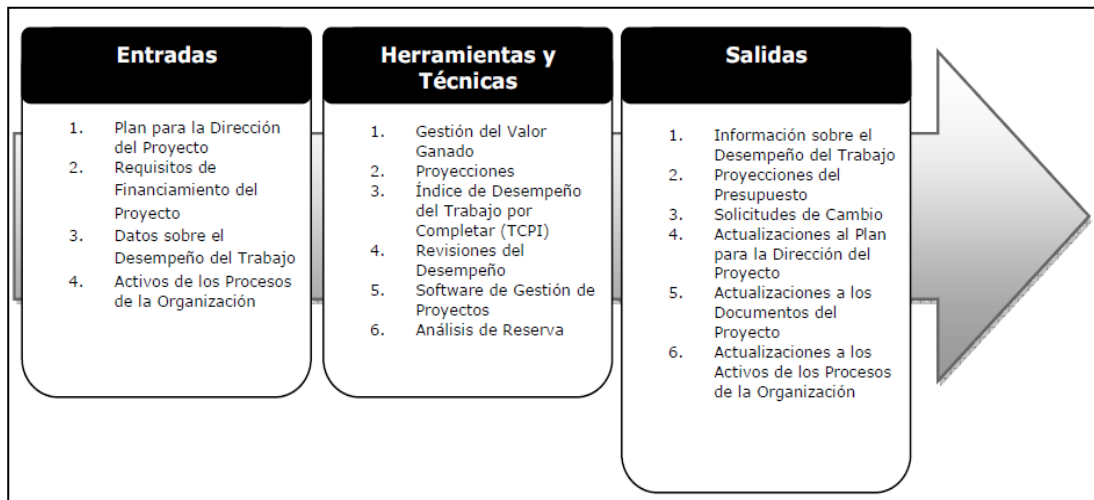 Entradas
1. Plan para la Dirección
del Proyecto
2. Requisitos de
Financiamiento del
Proyecto
3. Datos sobre el
Desempeño del Trabajo
4. Activos de los Procesos
de la Organización
Herramientas y
Técnicas
1. Gestión del Valor
Ganado
2. Proyecciones
3. Índice de Desempeño
del Trabajo por
Completar (TCPI)
4. Revisiones del
Desempeño
5. Software de Gestión de
Proyectos
6. Análisis de Reserva
Salidas
1. Información sobre el
Desempeño del Trabajo
2. Proyecciones del
Presupuesto
3. Solicitudes de Cambio
4. Actualizaciones al Plan
para la Dirección del
Proyecto
5. Actualizaciones a los
Documentos del
Proyecto
6. Actualizaciones a los
Activos de los Procesos
de la Organización